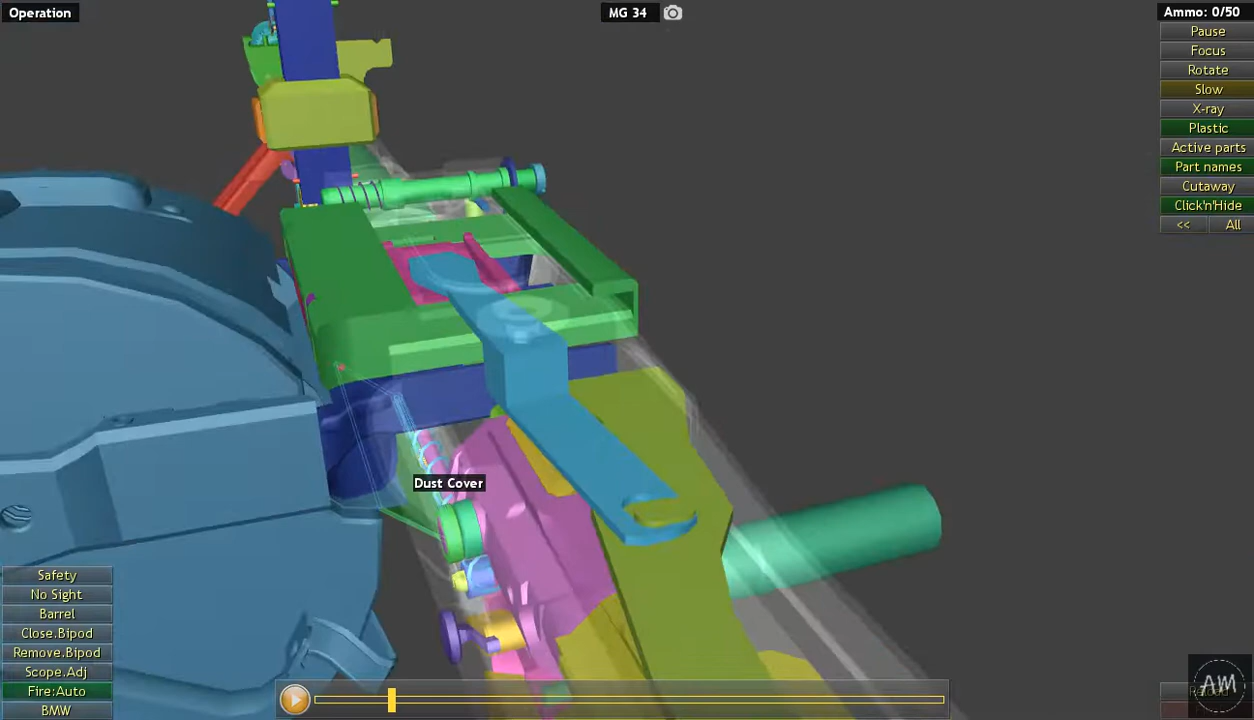 Operation
MG 34
Ammo: 0/50
Pause
Focus
Rotate
Slow
X-ray
Plastic
Active parts
Part names
Cutaway
Click'n'Hide
<< All
Dust Cover
Safety
No Sight
Barrel
Close.Bipod
Remove.Bipod
Scope.Adj
Fire:Auto
BMW
AM